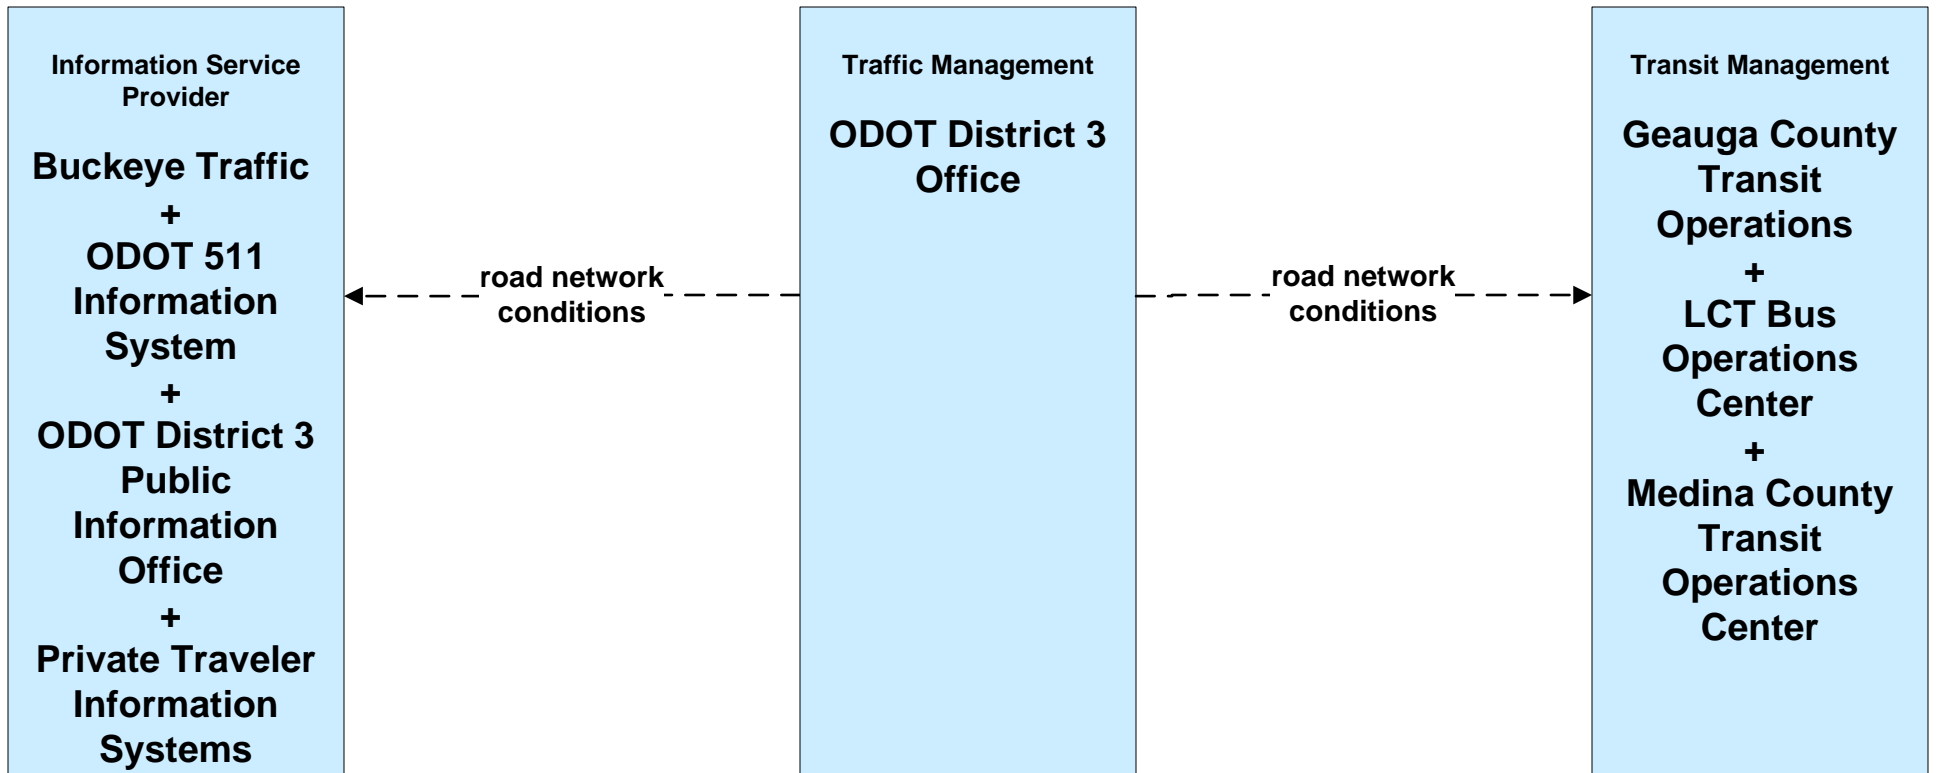 Information Service
Provider
Buckeye Traffic
+
ODOT 511
Information
System
+
ODOT District 3
Public
Information
Office
+
Private Traveler
Information
Systems
road network
conditions
Traffic Management
ODOT District 3
Office
road network
conditions
Transit Management
Geauga County
Transit
Operations
+
LCT Bus
Operations
Center
+
Medina County
Transit
Operations
Center